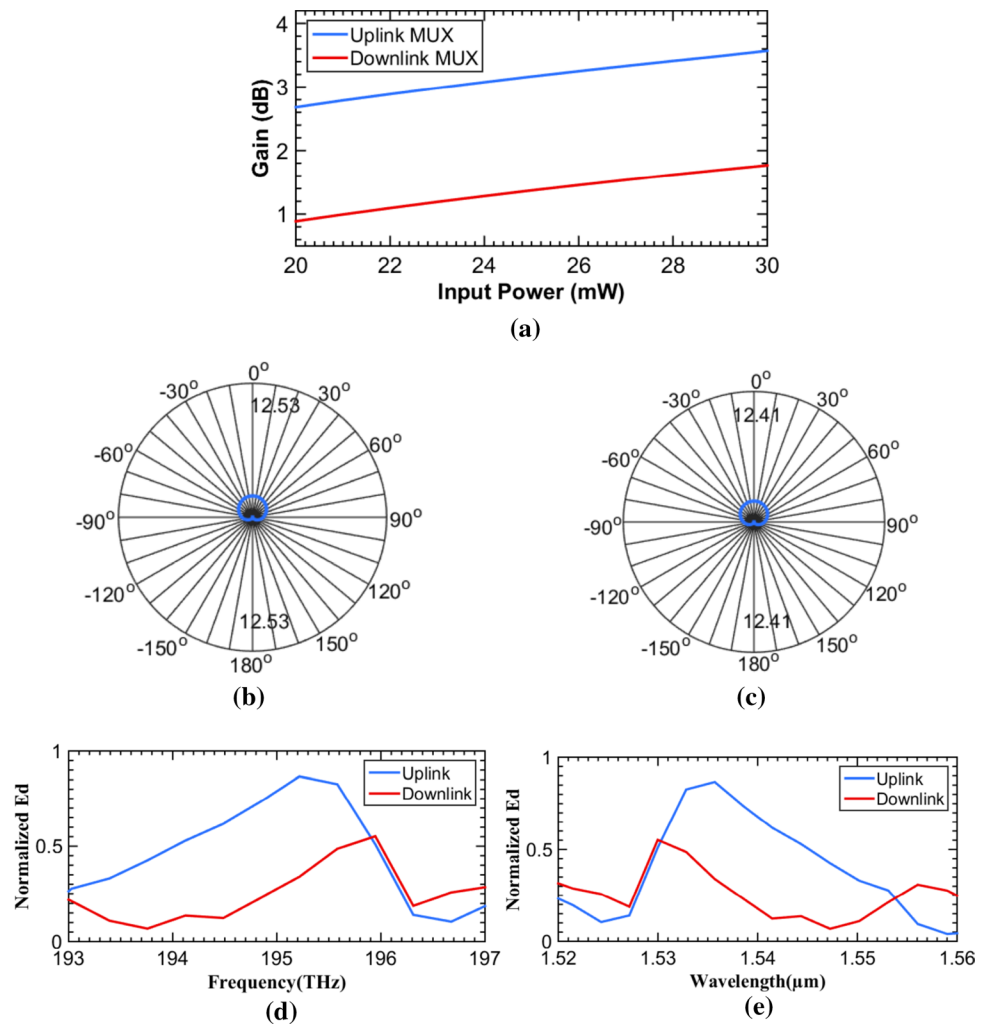 4
3
2
1
Gain (dB)
Uplink MUX
Downlink MUX
20 22 24 26 28 30
Input Power (mW)
(a)
0°
-30° 30°
12.53
-60° 60°
-90° 90°
-120° 120°
12.53
-150° 150°
180°
(b)
0°
-30° 30°
12.41
-60° 60°
-90° 90°
-120° 120°
12.41
-150° 150°
180°
(c)
1
0.5
0
Normalized Ed
Uplink
Downlink
193 194 195 196 197
Frequency(THz)
(d)
1
0.5
0
Normalized Ed
Uplink
Downlink
1.52 1.53 1.54 1.55 1.56
Wavelength(µm)
(e)